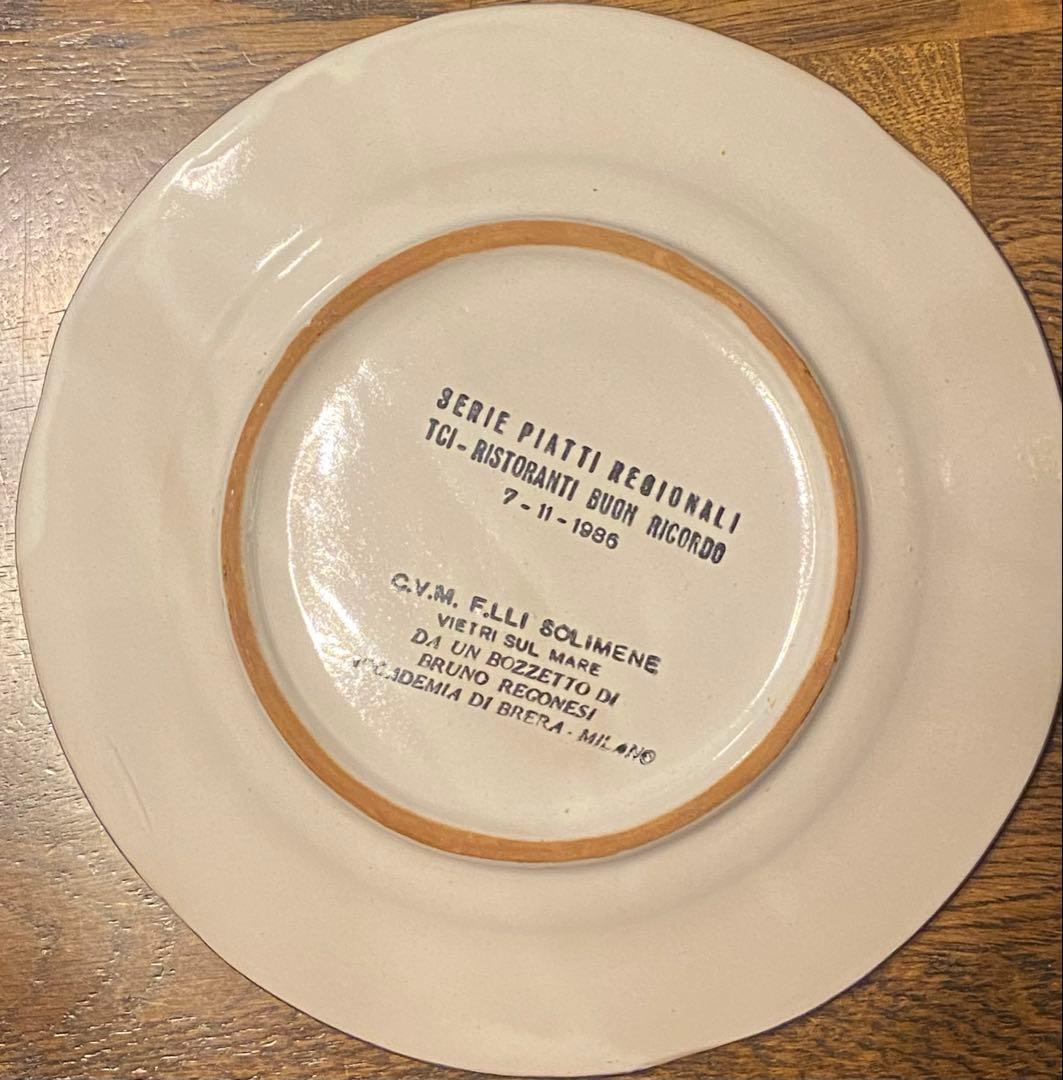 SERIE PIATTI REGIONALI
TCI - RISTORANTI BUON RICORDO
7 - 11 - 1986
C.V.M. F.LLI SOLIMENE
VIETRI SUL MARE
DA UN BOZZETTO DI
BRUNO REGONESI
ACCADEMIA DI BRERA - MILANO